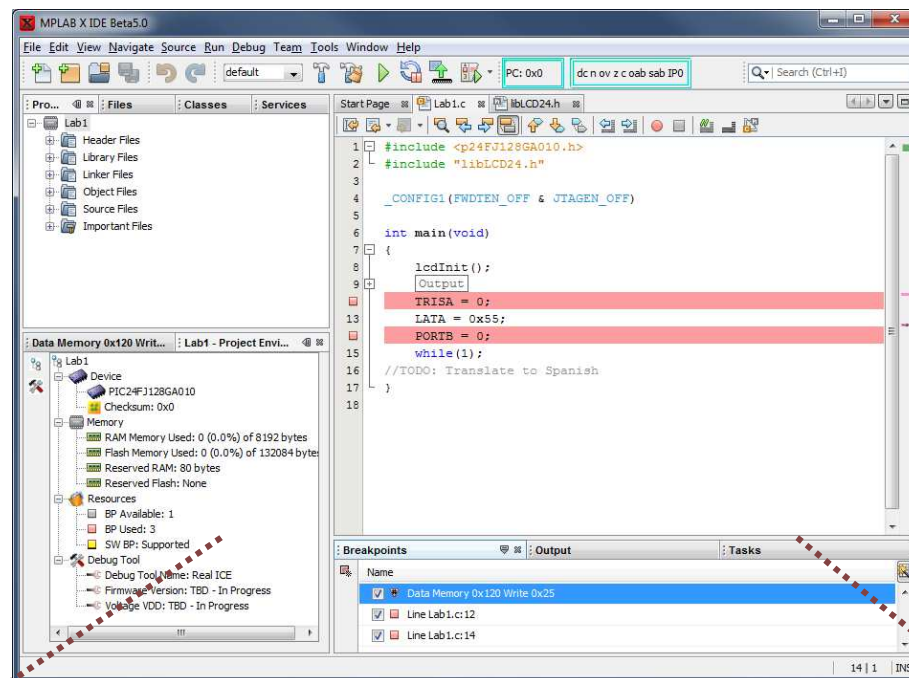 MPLAB X IDE Beta5.0
File Edit View Navigate Source Run Debug Team Tools Window Help
default PC: 0x0 dc n ov z c oab sab IP0 Search (Ctrl+I)
Pro... Files Classes Services
Lab1
Header Files
Library Files
Linker Files
Object Files
Source Files
Important Files
Start Page Lab1.c libLCD24.h
1 #include <p24FJ128GA010.h>
2 #include "libLCD24.h"
3
4 _CONFIG1(FWDTEN_OFF & JTAGEN_OFF)
5
6 int main(void)
7 {
8 lcdInit();
9 Output
TRISA = 0;
13 LATA = 0x55;
PORTB = 0;
15 while(1);
16 //TODO: Translate to Spanish
17 }
18
Data Memory 0x120 Writ... Lab1 - Project Envi...
Lab1
Device
PIC24FJ128GA010
Checksum: 0x0
Memory
RAM Memory Used: 0 (0.0%) of 8192 bytes
Flash Memory Used: 0 (0.0%) of 132084 bytes
Reserved RAM: 80 bytes
Reserved Flash: None
Resources
BP Available: 1
BP Used: 3
SW BP: Supported
Debug Tool
Debug Tool Name: Real ICE
Firmware Version: TBD - In Progress
Voltage VDD: TBD - In Progress
Breakpoints Output Tasks
Name
Data Memory 0x120 Write 0x25
Line Lab1.c:12
Line Lab1.c:14
14 | 1 INS